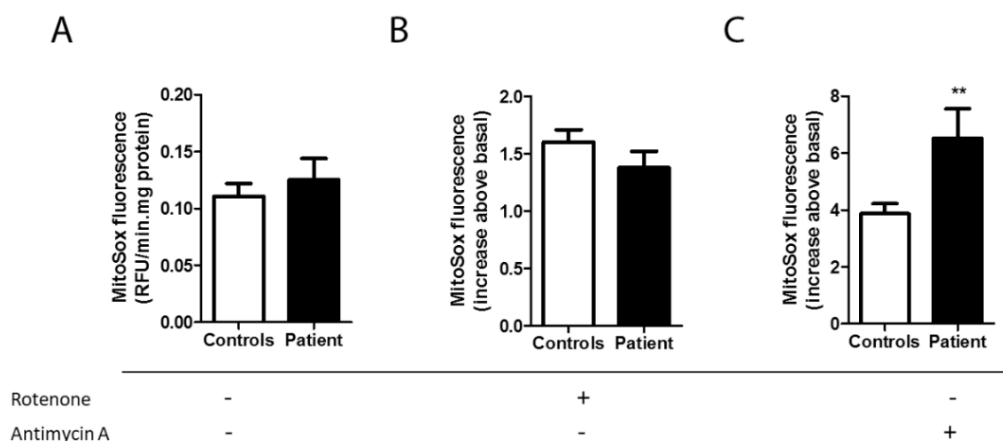 A
B
C
MitoSox fluorescence
(RFU/min.mg protein)
0.20
0.15
0.10
0.05
0.00
Controls Patient
MitoSox fluorescence
(increase above basal)
2.0
1.5
1.0
0.5
0.0
Controls Patient
MitoSox fluorescence
(increase above basal)
8
6
4
2
0
**
Controls Patient
Rotenone - + -
Antimycin A - - +